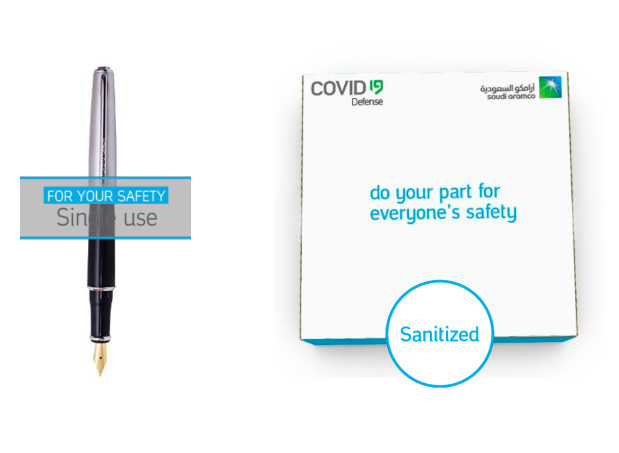 FOR YOUR SAFETY
Single use
COVID 19
Defense
أرامكو السعودية
saudi aramco
do your part for
everyone's safety
Sanitized